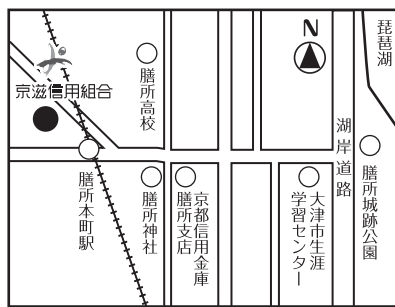 京滋信用組合
膳所高校
N
琵琶湖
湖岸道路
膳所城跡公園
膳所本町駅
膳所神社
京都信用金庫
膳所支店
大津市生涯
学習センター